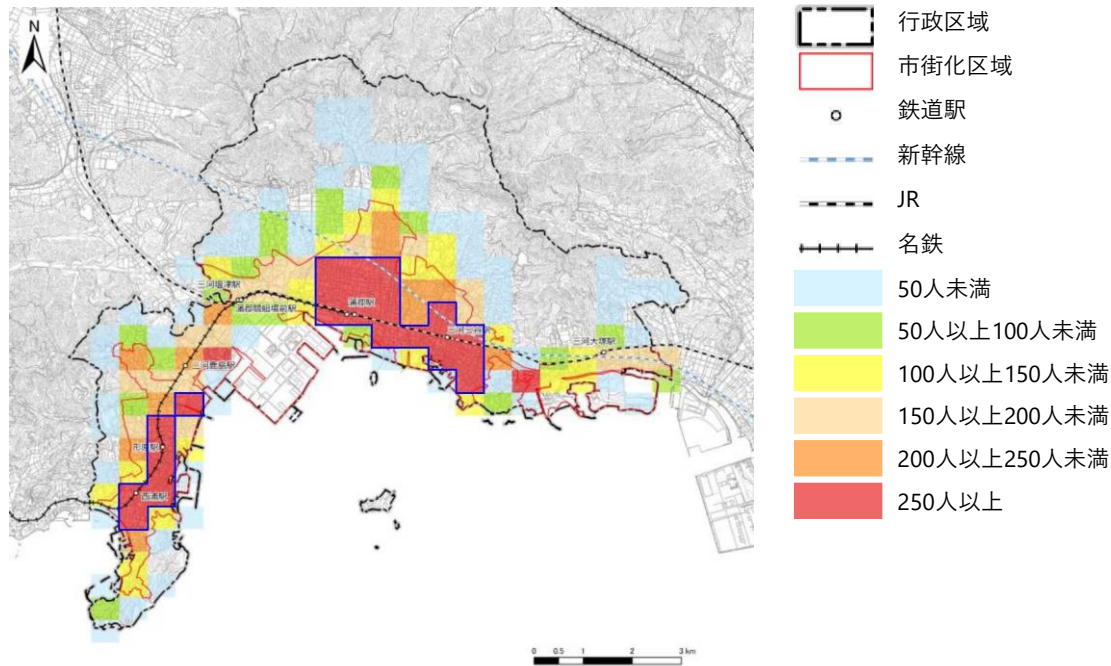 N
三河塩津駅
蒲郡競艇場前駅
蒲郡駅
三河三谷駅
三河大塚駅
三河鹿島駅
形原駅
西浦駅
0 0.5 1 2 3 km
行政区域
市街化区域
鉄道駅
新幹線
JR
名鉄
50人未満
50人以上100人未満
100人以上150人未満
150人以上200人未満
200人以上250人未満
250人以上